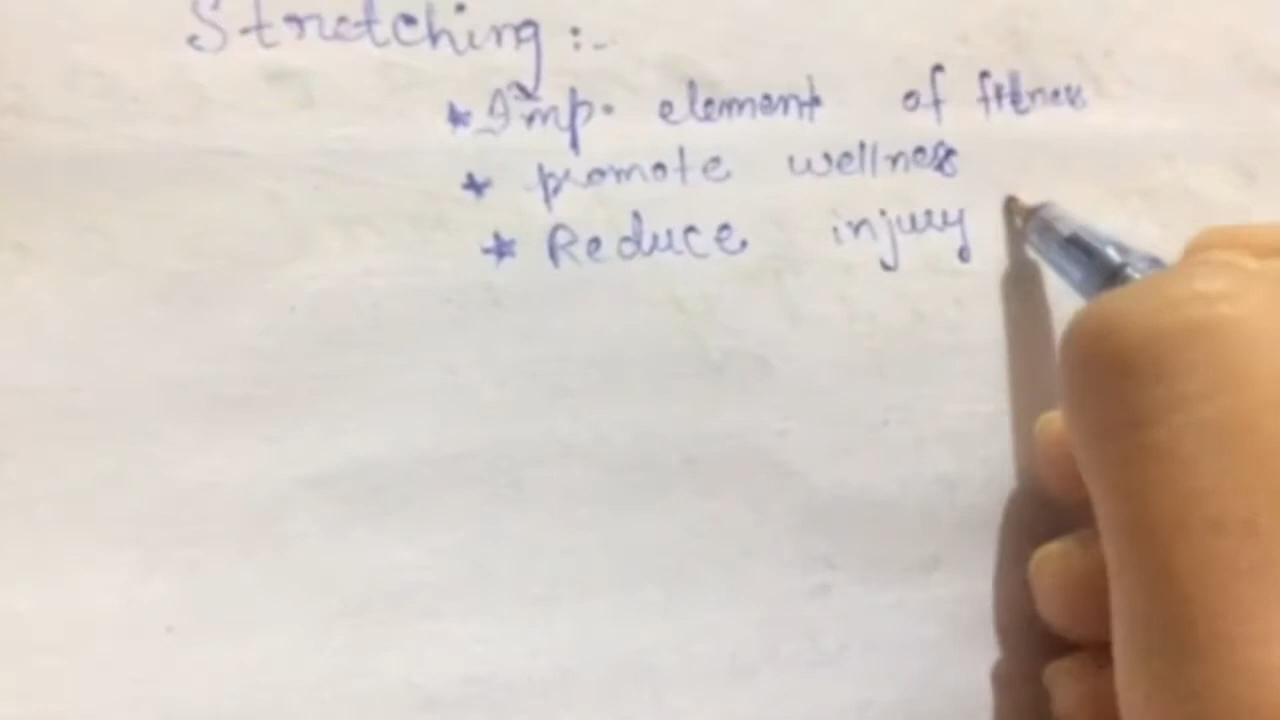 Stretching :-
* Imp. element of fitness
* promote wellness
* Reduce injury